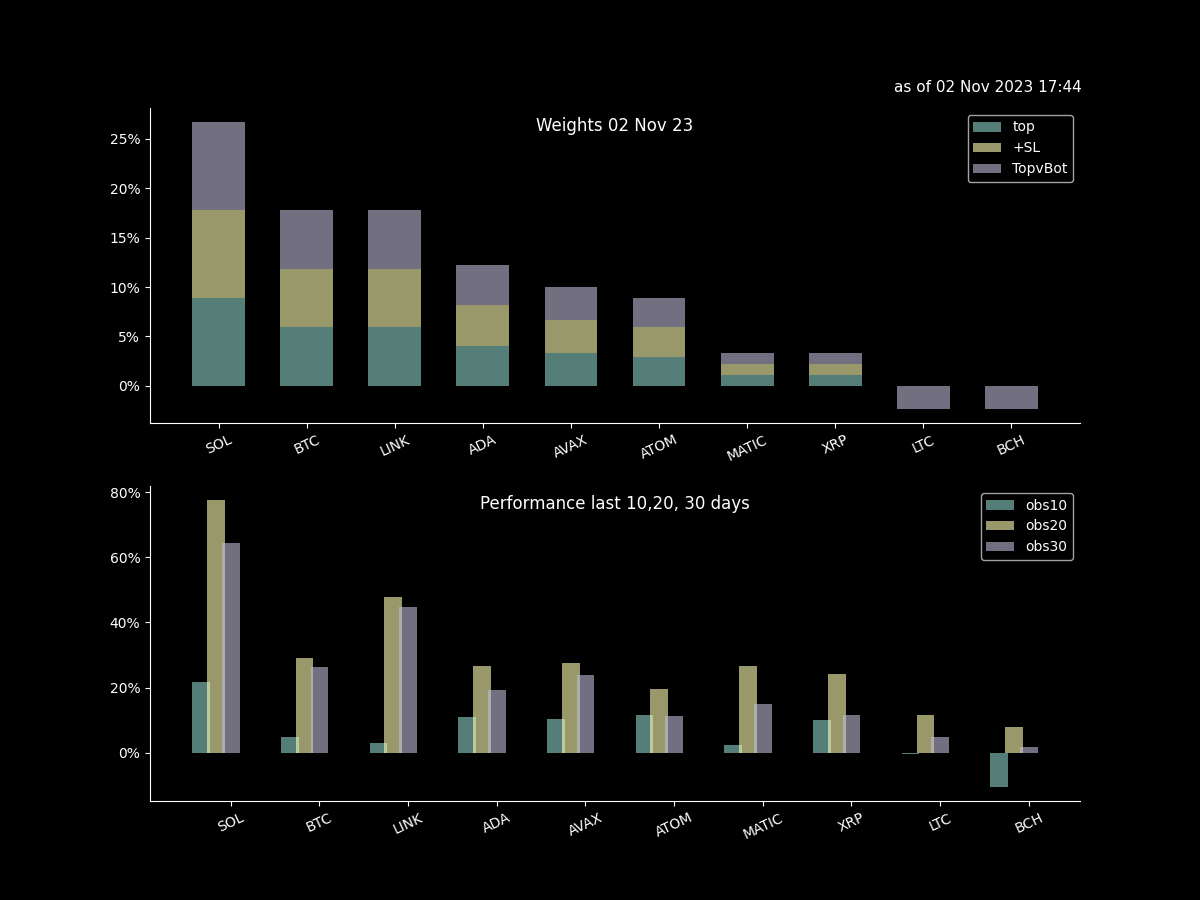 as of 02 Nov 2023 17:44
Weights 02 Nov 23
top
+SL
TopvBot
25%
20%
15%
10%
5%
0%
SOL BTC LINK ADA AVAX ATOM MATIC XRP LTC BCH
Performance last 10,20, 30 days
obs10
obs20
obs30
80%
60%
40%
20%
0%
SOL BTC LINK ADA AVAX ATOM MATIC XRP LTC BCH